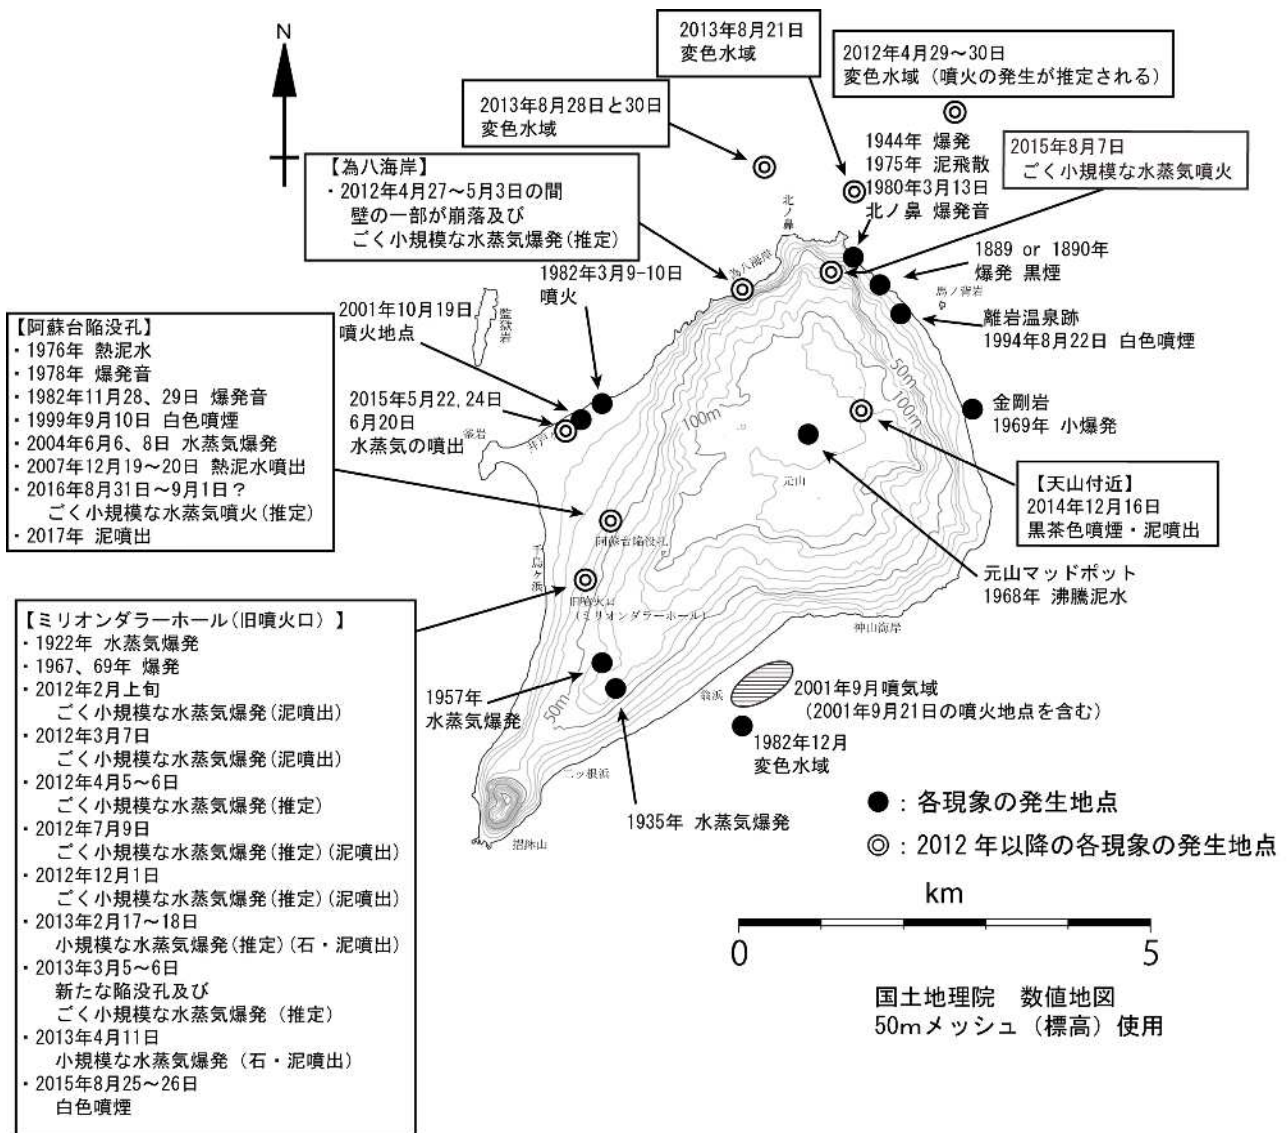 N
2013年8月21日
変色水域
2012年4月29～30日
変色水域（噴火の発生が推定される）
2013年8月28日と30日
変色水域
1944年 爆発
1975年 泥飛散
1980年3月13日
北ノ鼻 爆発音
2015年8月7日
ごく小規模な水蒸気噴火
【為八海岸】
・2012年4月27～5月3日の間
壁の一部が崩落及び
ごく小規模な水蒸気爆発(推定)
北ノ鼻
為八海岸
1889 or 1890年
爆発 黒煙
馬ノ背岩
離岩温泉跡
1994年8月22日 白色噴煙
1982年3月9-10日
噴火
2001年10月19日
噴火地点
監獄岩
2015年5月22,24日
6月20日
水蒸気の噴出
釜岩
【阿蘇台陥没孔】
・1976年 熱泥水
・1978年 爆発音
・1982年11月28、29日 爆発音
・1999年9月10日 白色噴煙
・2004年6月6、8日 水蒸気爆発
・2007年12月19～20日 熱泥水噴出
・2016年8月31日～9月1日？
ごく小規模な水蒸気噴火(推定)
・2017年 泥噴出
50m
100m
100m
金剛岩
1969年 小爆発
元山
【天山付近】
2014年12月16日
黒茶色噴煙・泥噴出
阿蘇台陥没孔
千鳥ヶ浜
元山マッドポット
1968年 沸騰泥水
旧噴火口
(ミリオンダラーホール)
神山海岸
【ミリオンダラーホール(旧噴火口)】
・1922年 水蒸気爆発
・1967、69年 爆発
・2012年2月上旬
ごく小規模な水蒸気爆発(泥噴出)
・2012年3月7日
ごく小規模な水蒸気爆発(泥噴出)
・2012年4月5～6日
ごく小規模な水蒸気爆発(推定)
・2012年7月9日
ごく小規模な水蒸気爆発(推定)(泥噴出)
・2012年12月1日
ごく小規模な水蒸気爆発(推定)(泥噴出)
・2013年2月17～18日
小規模な水蒸気爆発(推定)(石・泥噴出)
・2013年3月5～6日
新たな陥没孔及び
ごく小規模な水蒸気爆発（推定）
・2013年4月11日
小規模な水蒸気爆発（石・泥噴出）
・2015年8月25～26日
白色噴煙
1957年
水蒸気爆発
50m
翁浜
2001年9月噴気域
(2001年9月21日の噴火地点を含む)
1982年12月
変色水域
二ッ根浜
1935年 水蒸気爆発
摺鉢山
●：各現象の発生地点
◎：2012年以降の各現象の発生地点
km
0 5
国土地理院 数値地図
50mメッシュ（標高）使用